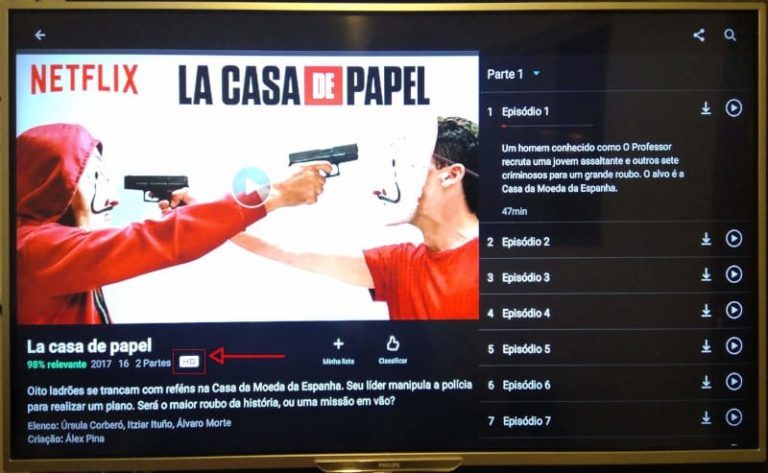 NETFLIX
LA CASA DE PAPEL
La casa de papel
98% relevante 2017 16 2 Partes HD
Minha lista
Classificar
Oito ladrões se trancam com reféns na Casa da Moeda da Espanha. Seu líder manipula a polícia
para realizar um plano. Será o maior roubo da história, ou uma missão em vão?
Elenco: Úrsula Corberó, Itziar Ituño, Álvaro Morte
Criação: Álex Pina
Parte 1
1 Episódio 1
Um homem conhecido como O Professor
recruta uma jovem assaltante e outros sete
criminosos para um grande roubo. O alvo é a
Casa da Moeda da Espanha.
47min
2 Episódio 2
3 Episódio 3
4 Episódio 4
5 Episódio 5
6 Episódio 6
7 Episódio 7
PHILIPS